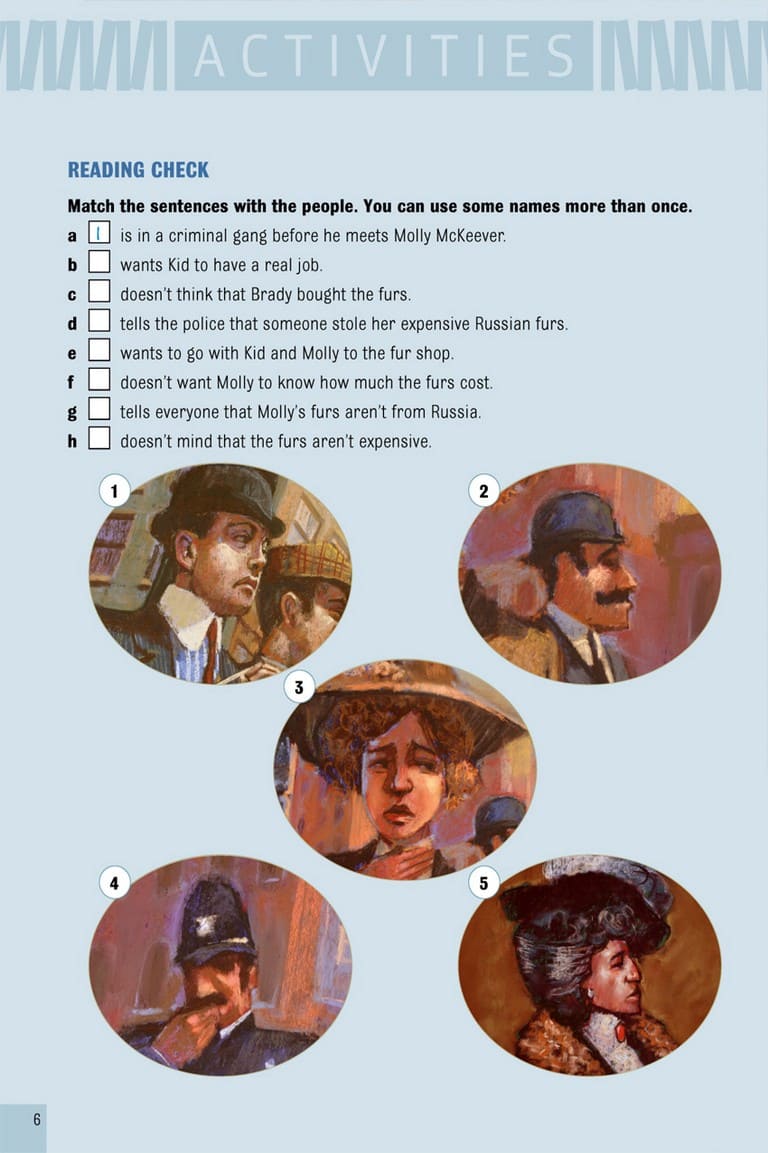 ACTIVITIES
READING CHECK
Match the sentences with the people. You can use some names more than once.
a 1 is in a criminal gang before he meets Molly McKeever.
b wants Kid to have a real job.
c doesn't think that Brady bought the furs.
d tells the police that someone stole her expensive Russian furs.
e wants to go with Kid and Molly to the fur shop.
f doesn't want Molly to know how much the furs cost.
g tells everyone that Molly's furs aren't from Russia.
h doesn't mind that the furs aren't expensive.
1
2
3
4
5
6